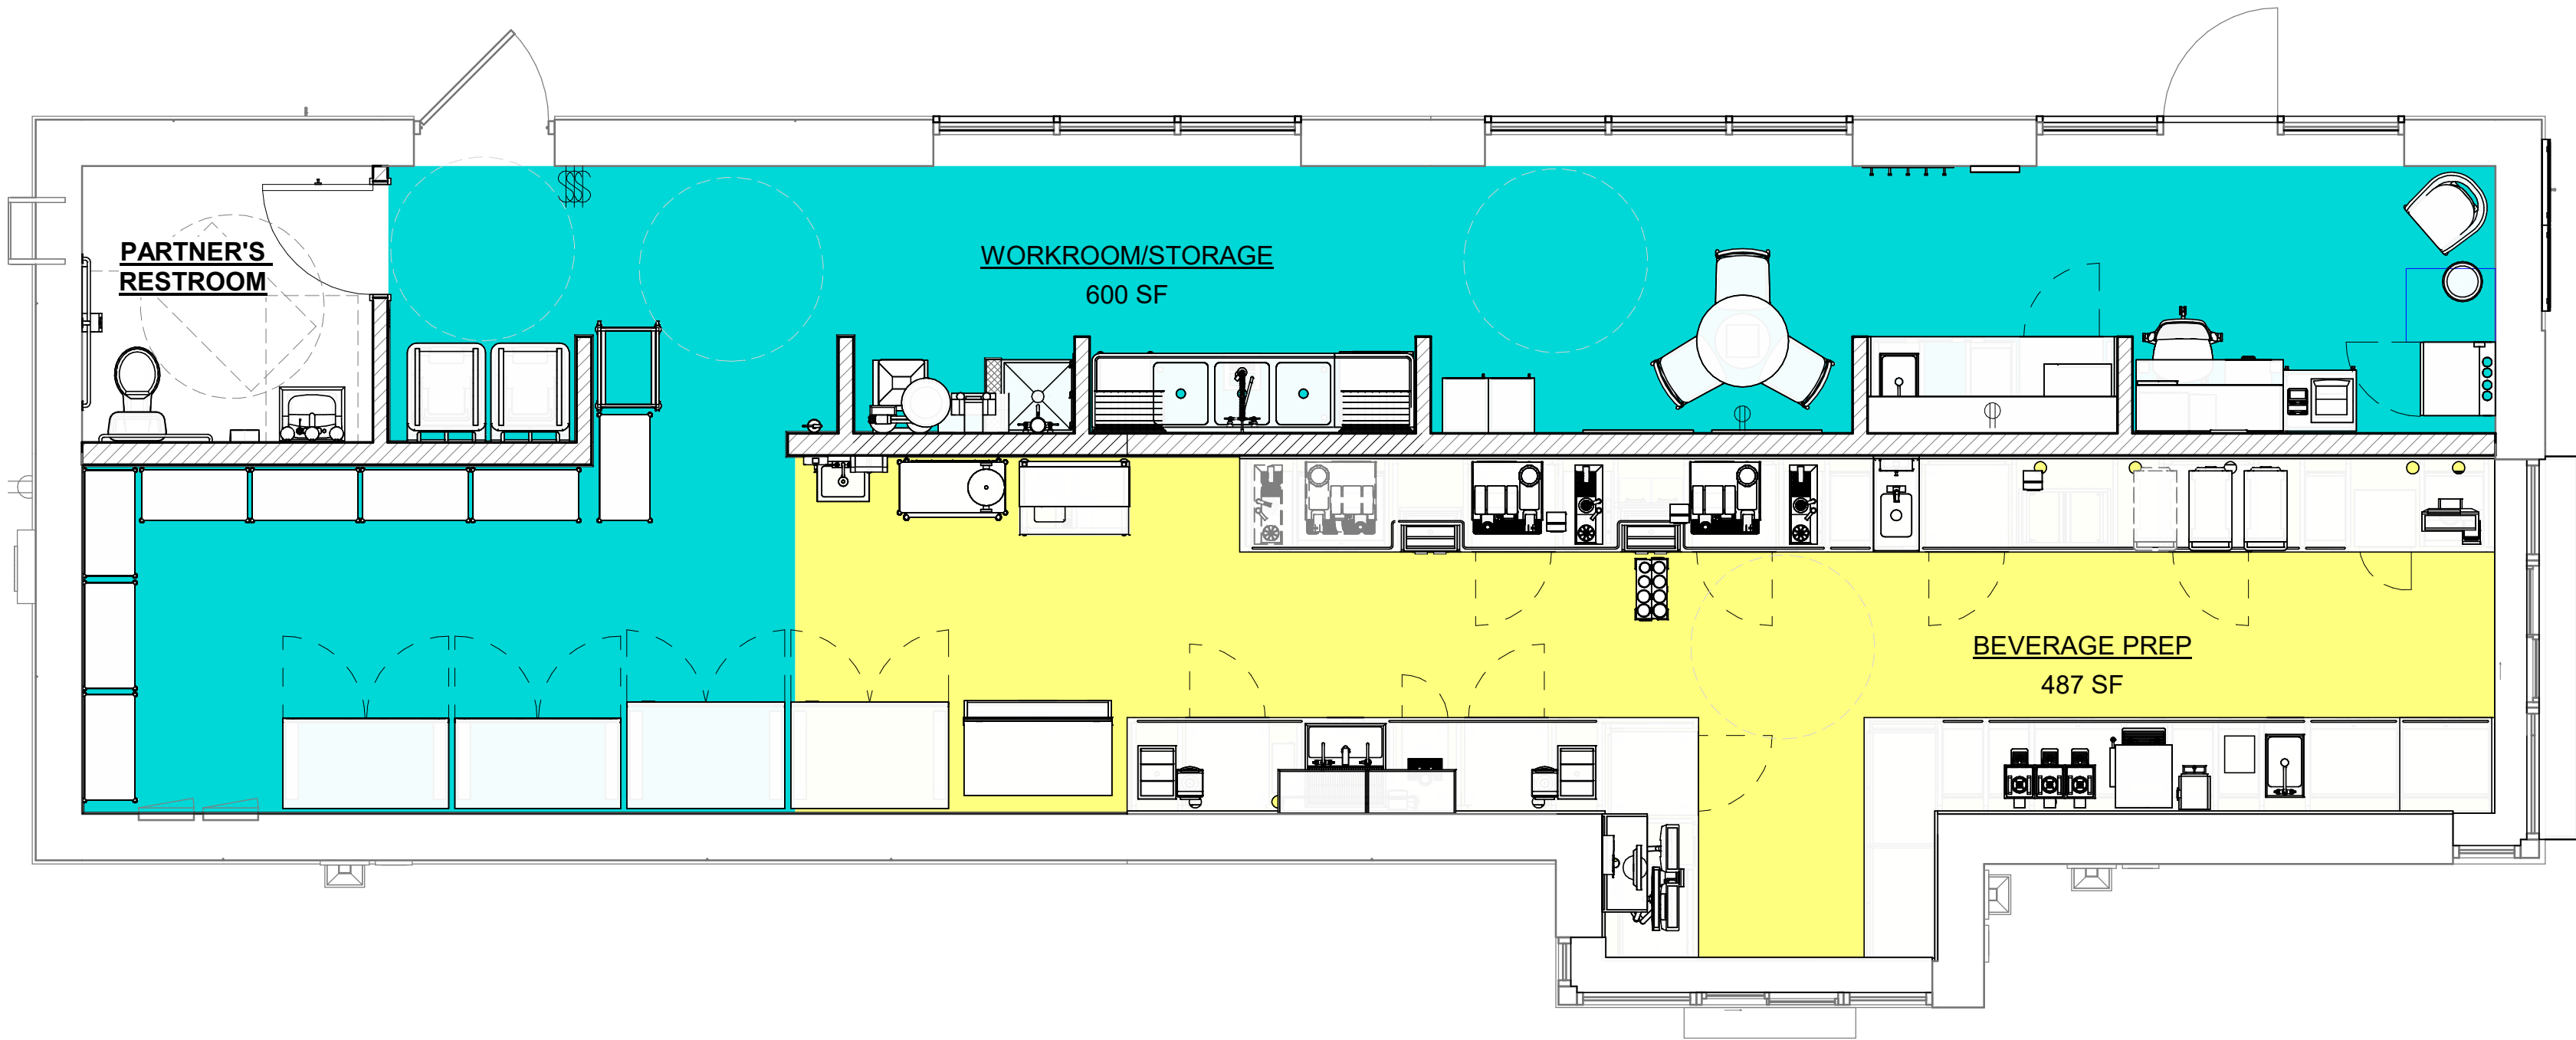 PARTNER'S
RESTROOM
WORKROOM/STORAGE
600 SF
BEVERAGE PREP
487 SF